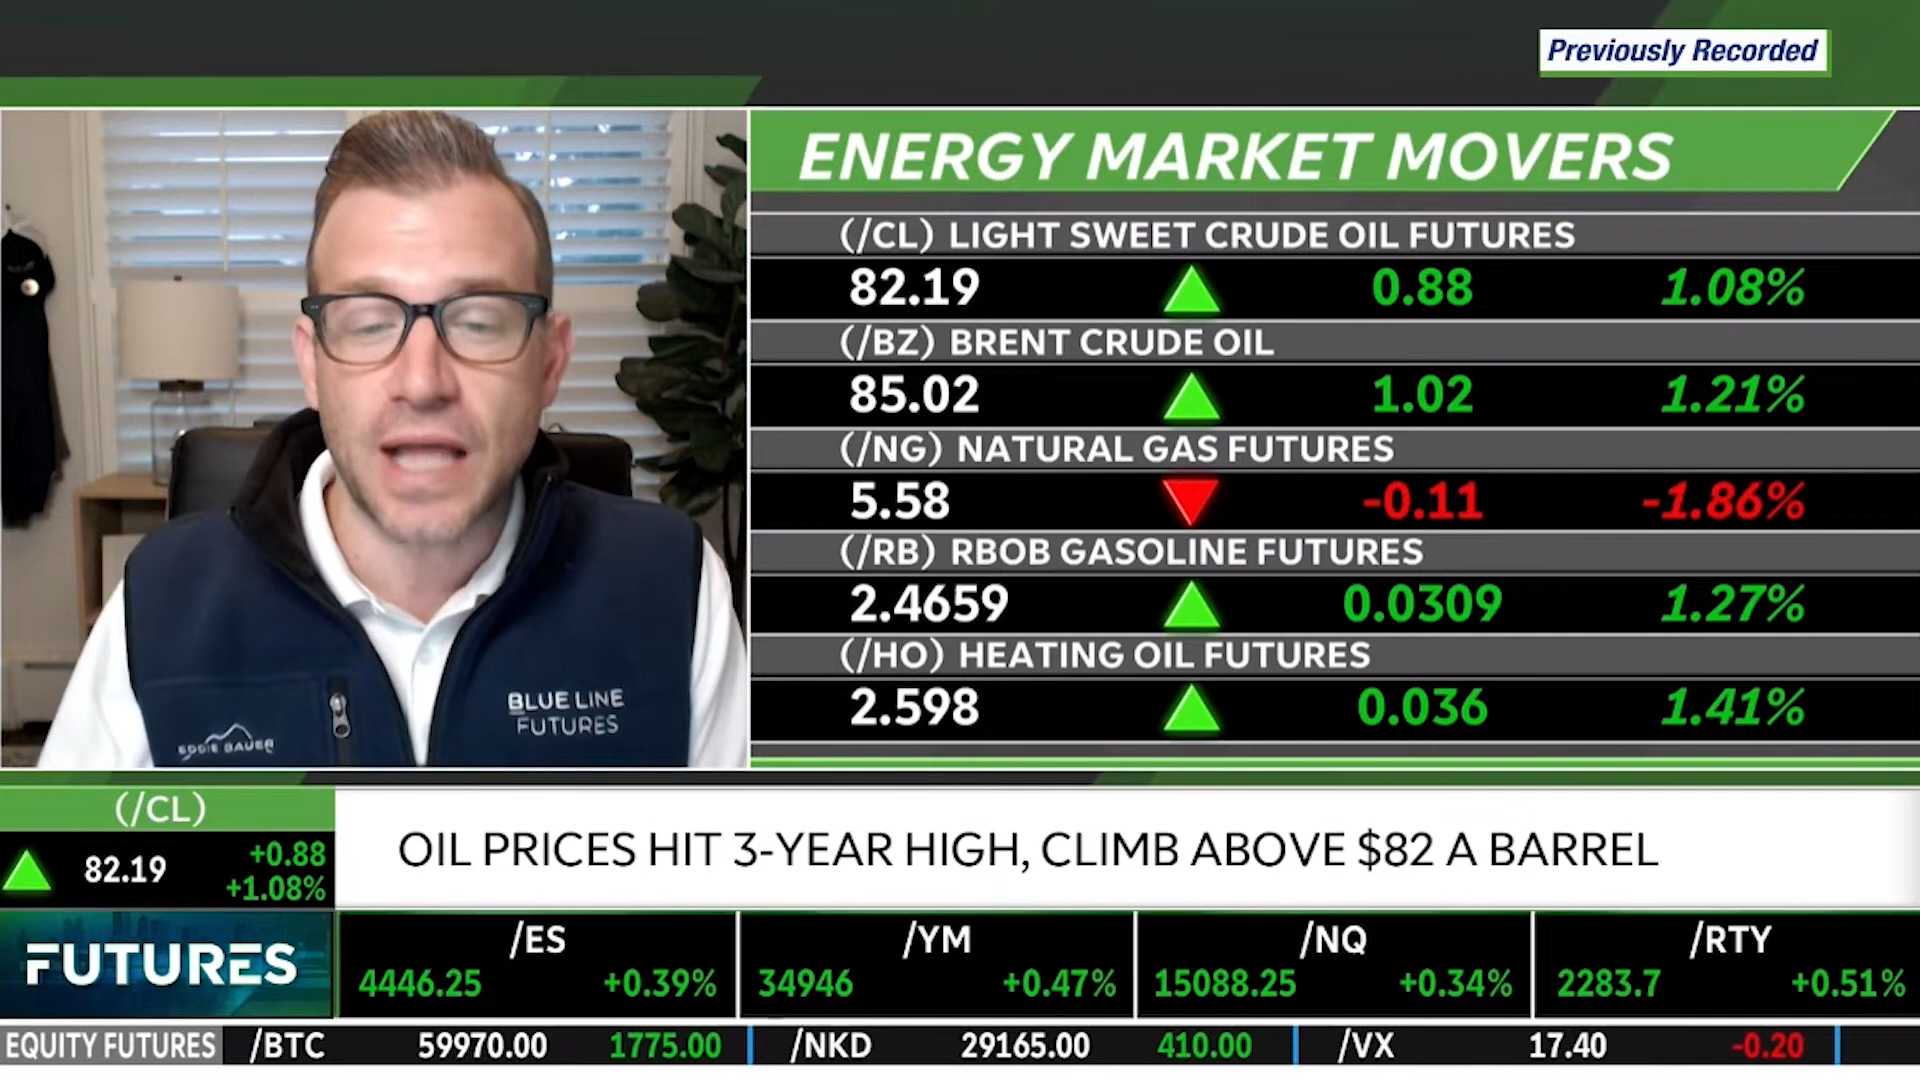 Previously Recorded
ENERGY MARKET MOVERS
(/CL) LIGHT SWEET CRUDE OIL FUTURES
82.19 0.88 1.08%
(/BZ) BRENT CRUDE OIL
85.02 1.02 1.21%
(/NG) NATURAL GAS FUTURES
5.58 -0.11 -1.86%
(/RB) RBOB GASOLINE FUTURES
2.4659 0.0309 1.27%
(/HO) HEATING OIL FUTURES
2.598 0.036 1.41%
BLUE LINE
FUTURES
EDDIE BAUER
(/CL)
82.19 +0.88
+1.08%
OIL PRICES HIT 3-YEAR HIGH, CLIMB ABOVE $82 A BARREL
FUTURES
/ES
4446.25 +0.39%
/YM
34946 +0.47%
/NQ
15088.25 +0.34%
/RTY
2283.7 +0.51%
EQUITY FUTURES /BTC 59970.00 1775.00 /NKD 29165.00 410.00 /VX 17.40 -0.20